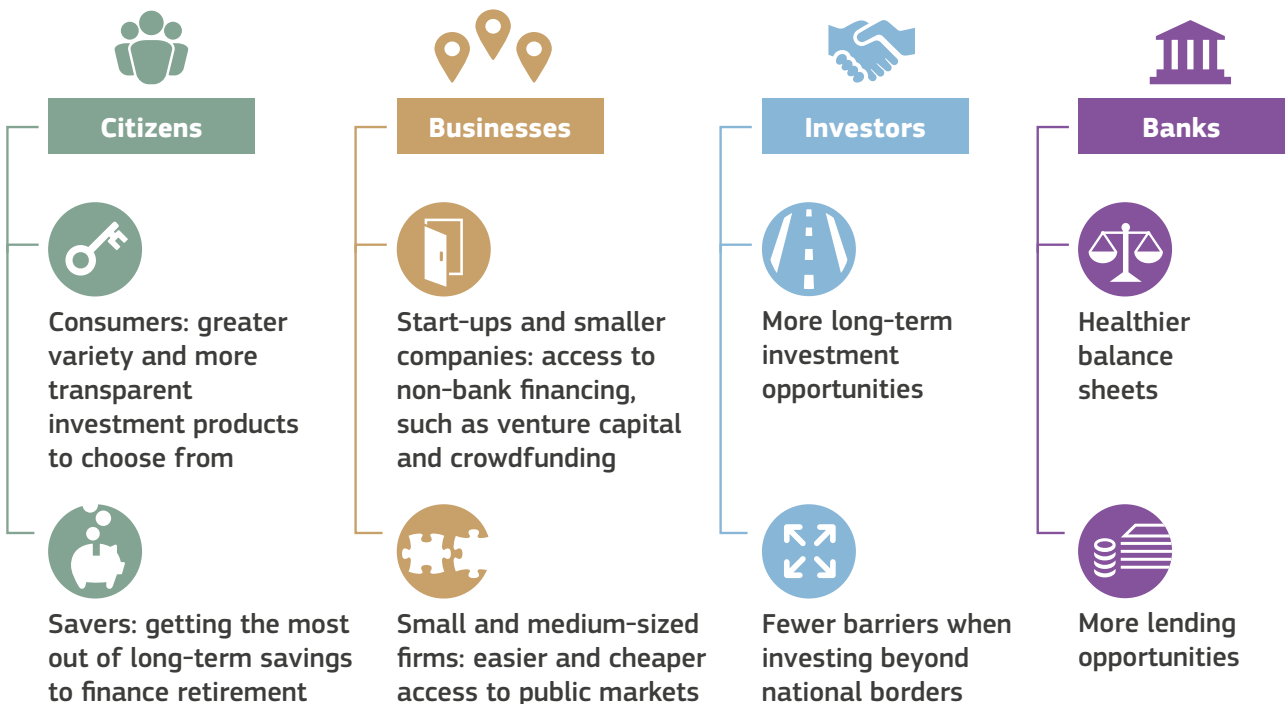 Citizens
Consumers: greater
variety and more
transparent
investment products
to choose from
Savers: getting the most
out of long-term savings
to finance retirement
Businesses
Start-ups and smaller
companies: access to
non-bank financing,
such as venture capital
and crowdfunding
Small and medium-sized
firms: easier and cheaper
access to public markets
Investors
More long-term
investment
opportunities
Fewer barriers when
investing beyond
national borders
Banks
Healthier
balance
sheets
More lending
opportunities